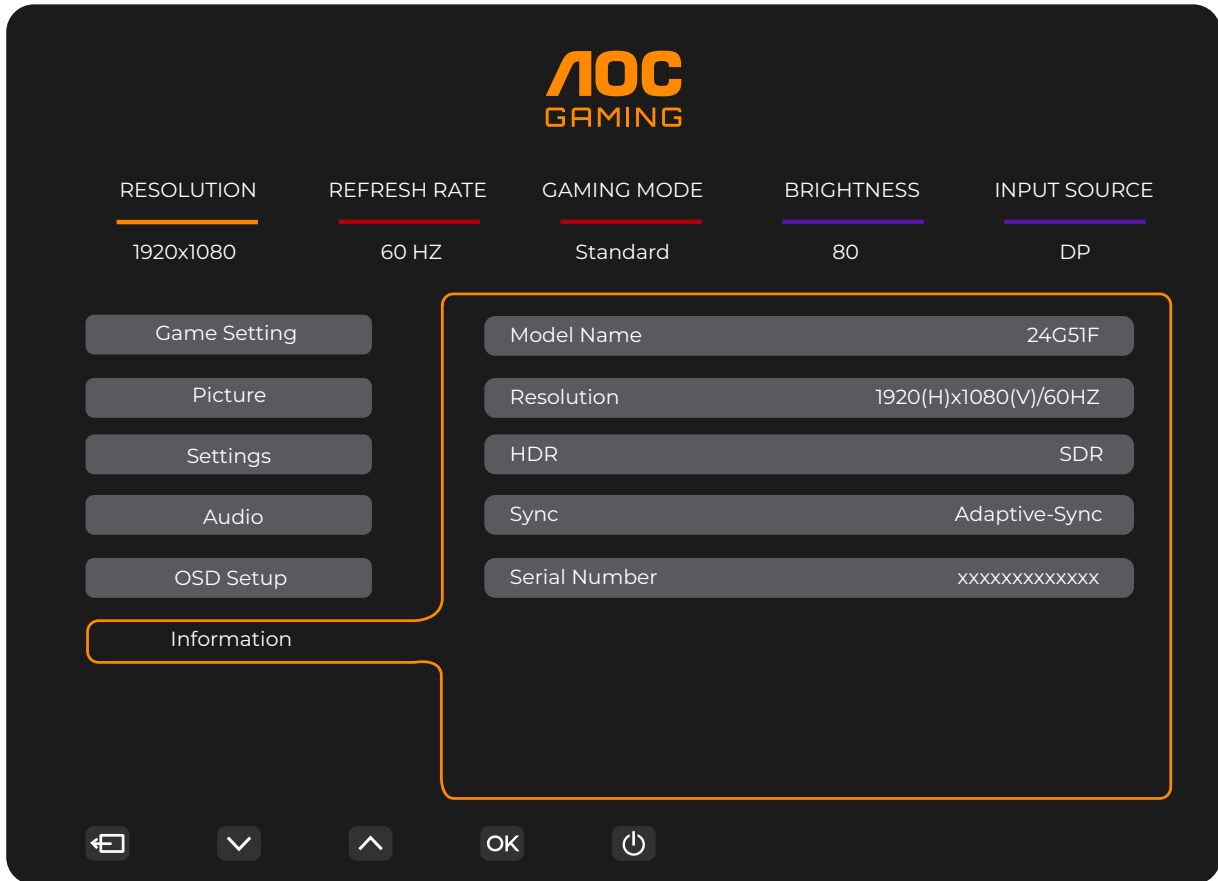 AOC
GAMING
RESOLUTION REFRESH RATE GAMING MODE BRIGHTNESS INPUT SOURCE
1920x1080 60 HZ Standard 80 DP
Game Setting
Model Name 24G51F
Picture
Resolution 1920(H)x1080(V)/60HZ
Settings
HDR SDR
Audio
Sync Adaptive-Sync
OSD Setup
Serial Number xxxxxxxxxxxxx
Information
OK